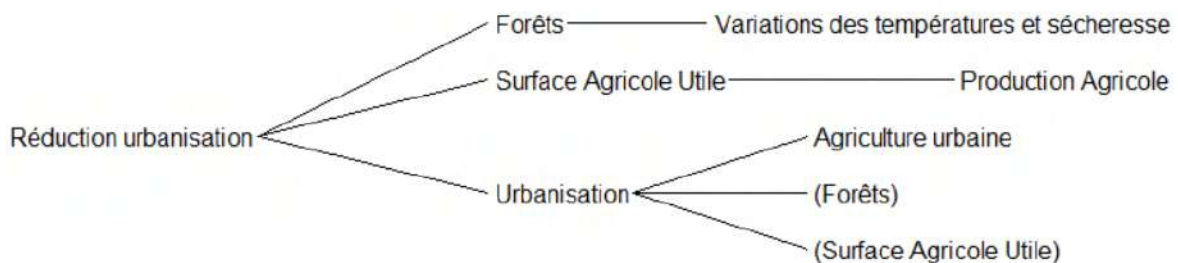 Forêts Variations des températures et sécheresse
Surface Agricole Utile Production Agricole
Réduction urbanisation
Agriculture urbaine
Urbanisation (Forêts)
(Surface Agricole Utile)